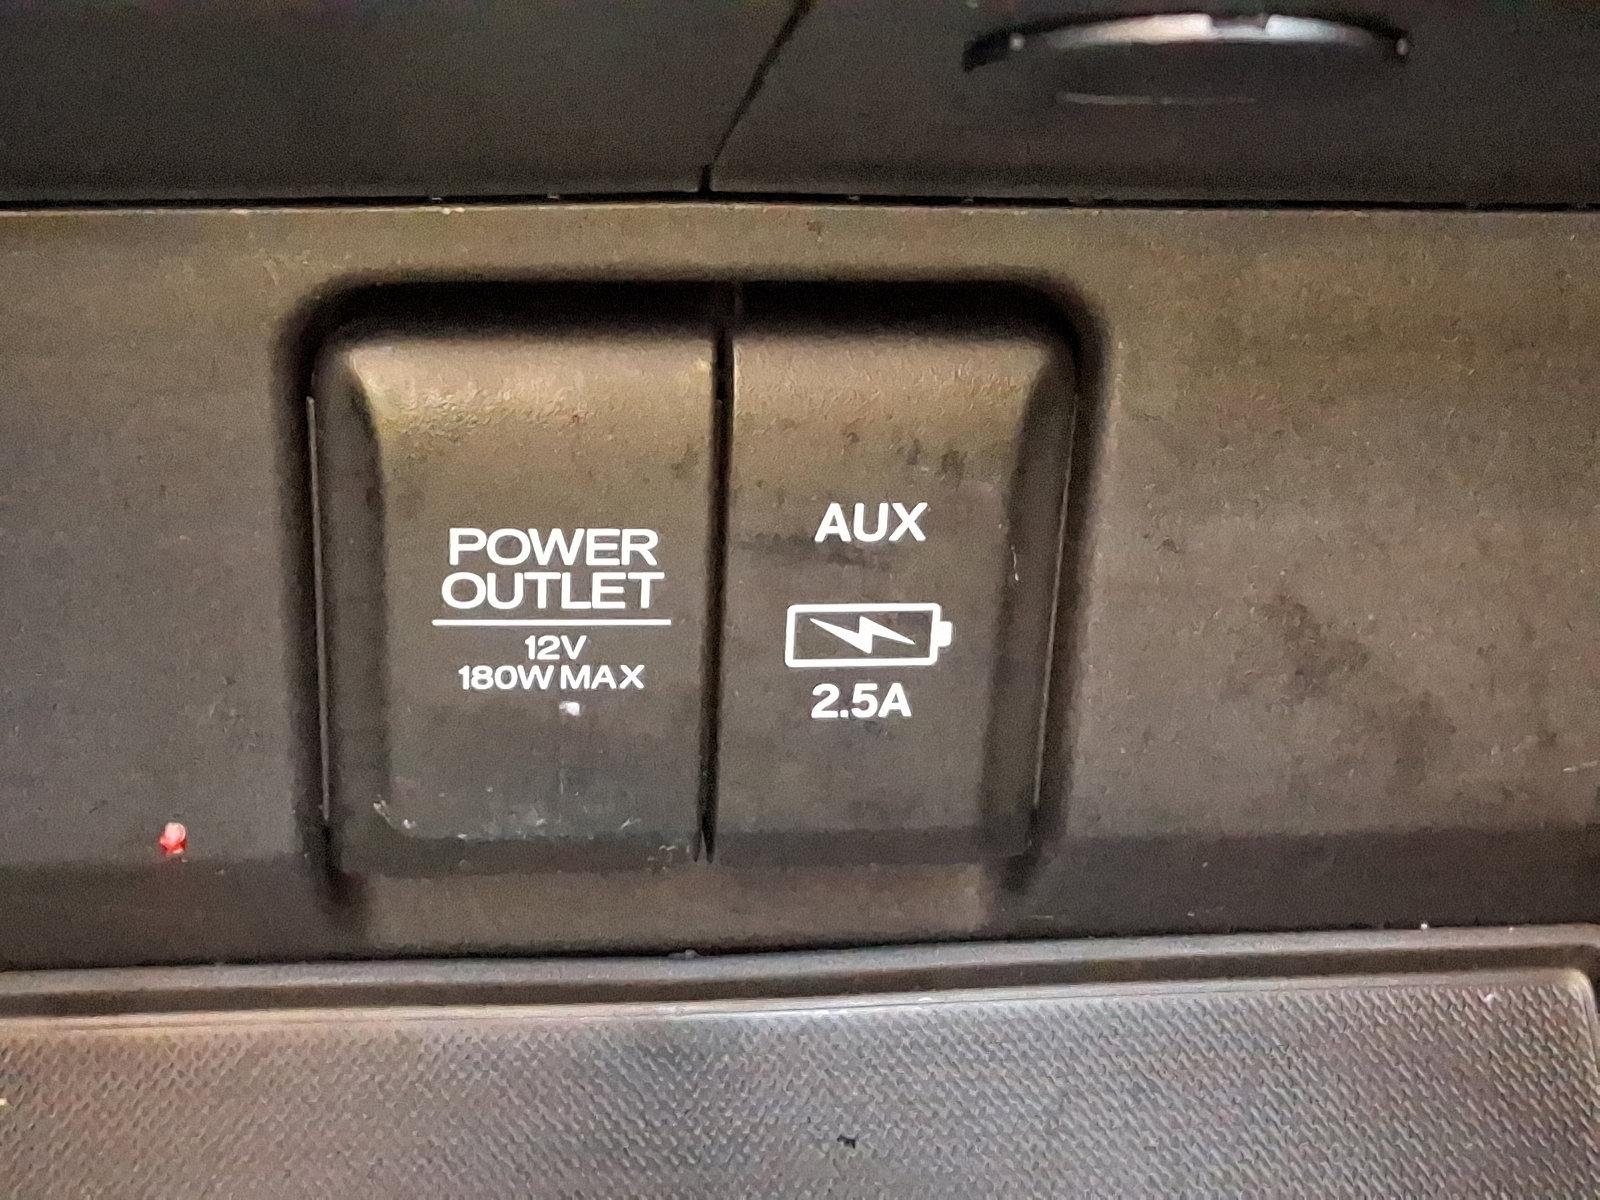 POWER
OUTLET
12V
180W MAX
AUX
2.5A